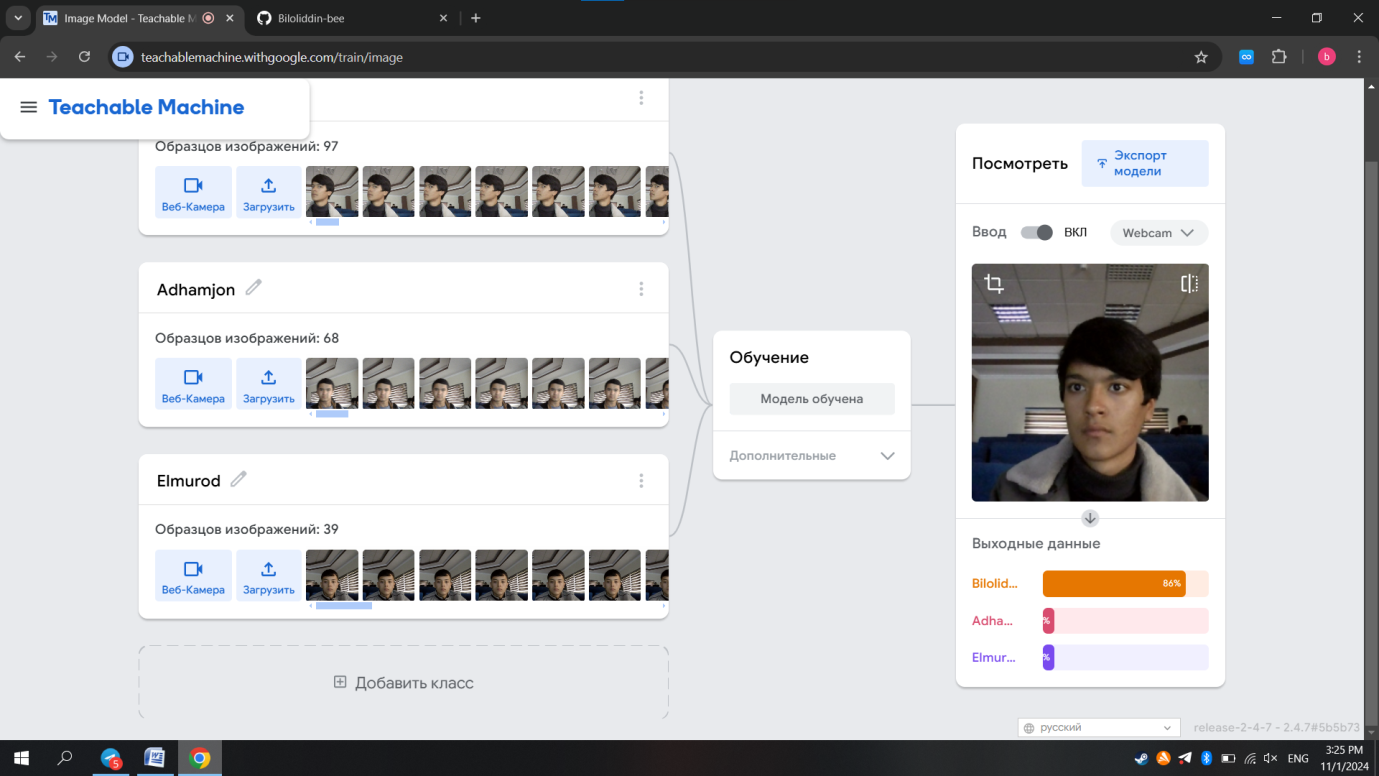 Image Model - Teachable M
Biloliddin-bee
teachablemachine.withgoogle.com/train/image
b
Teachable Machine
Образцов изображений: 97
Веб-Камера
Загрузить
Adhamjon
Образцов изображений: 68
Веб-Камера
Загрузить
Elmurod
Образцов изображений: 39
Веб-Камера
Загрузить
Добавить класс
Обучение
Модель обучена
Дополнительные
Посмотреть
Экспорт
модели
Ввод
ВКЛ
Webcam
Выходные данные
Bilolid...
86%
Adha...
%
Elmur...
%
русский
release-2-4-7 - 2.4.7#5b5b73
5
ENG
3:25 PM
11/1/2024